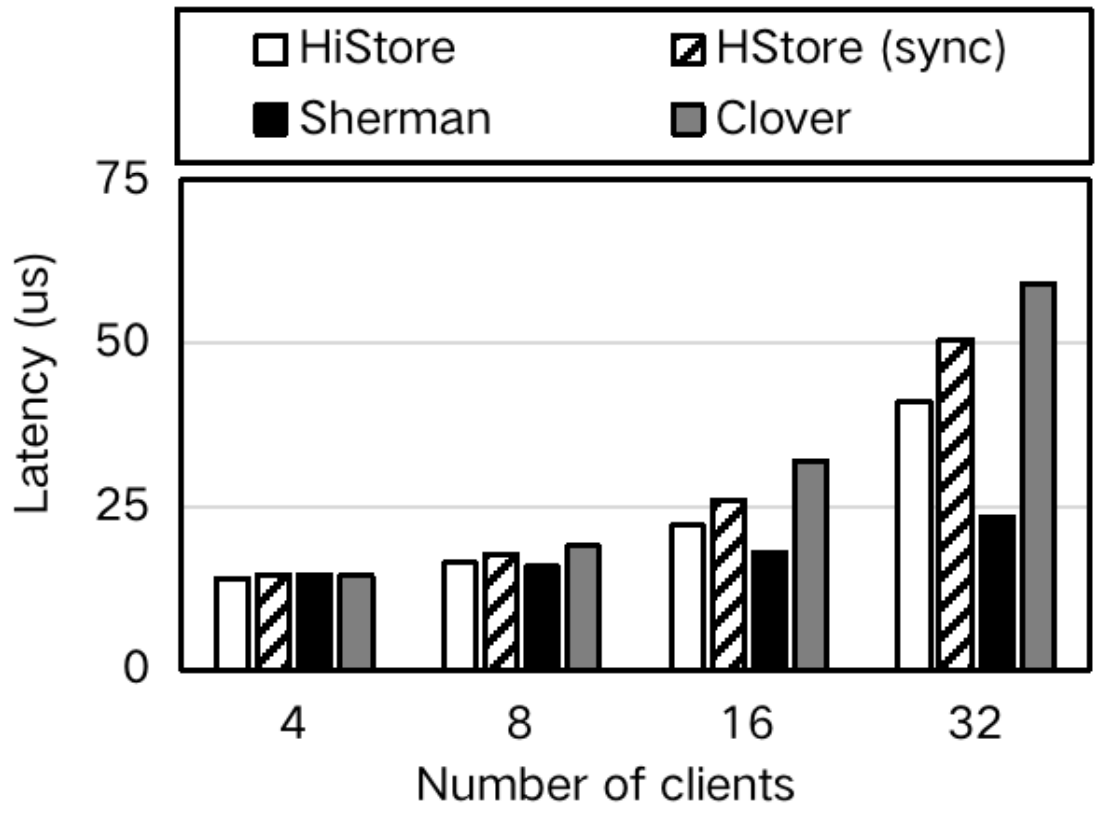 HiStore HStore (sync)
Sherman Clover
75
50
25
0
Latency (us)
4 8 16 32
Number of clients